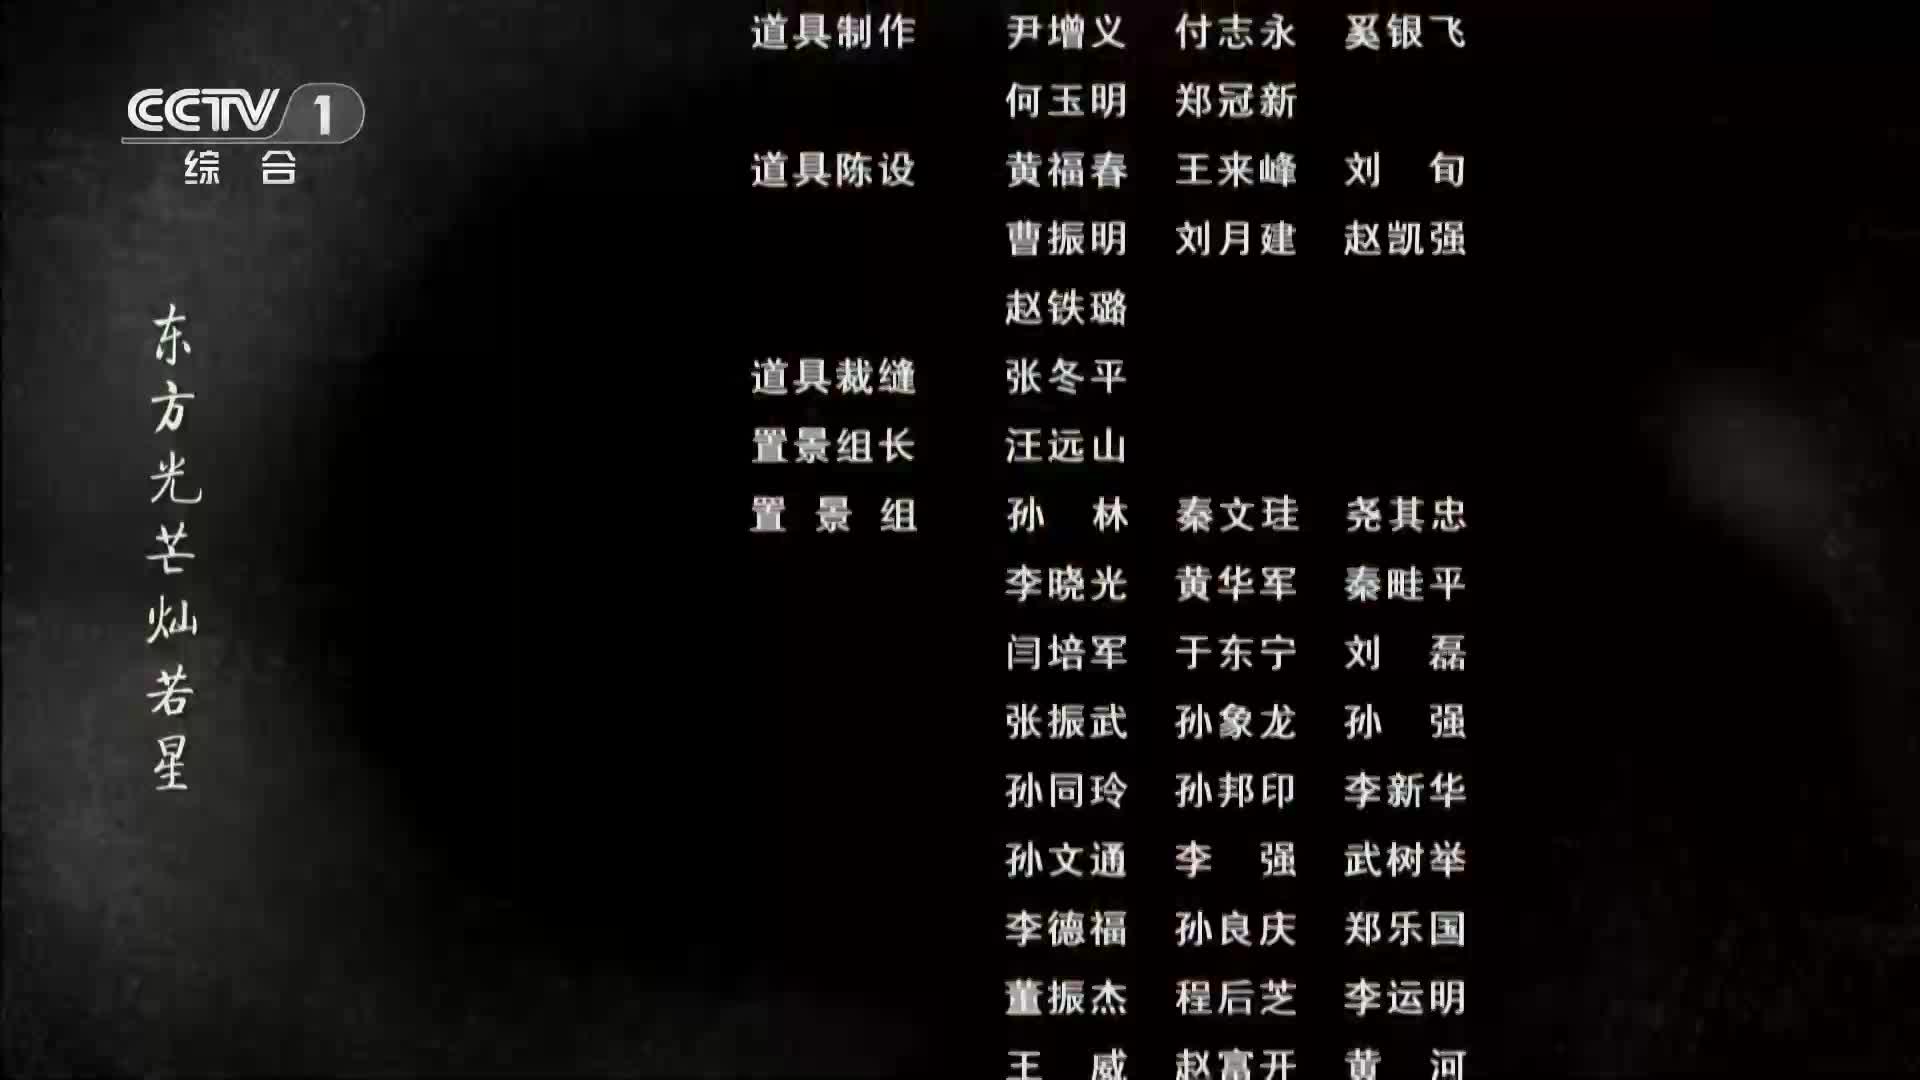 CCTV 1
综 合
东方光芒灿若星
道具制作 尹增义 付志永 奚银飞
何玉明 郑冠新
道具陈设 黄福春 王来峰 刘 旬
曹振明 刘月建 赵凯强
赵铁璐
道具裁缝 张冬平
置景组长 汪远山
置景组 孙 林 秦文珪 尧其忠
李晓光 黄华军 秦畦平
闫培军 于东宁 刘 磊
张振武 孙象龙 孙 强
孙同玲 孙邦印 李新华
孙文通 李 强 武树举
李德福 孙良庆 郑乐国
董振杰 程后芝 李运明
王 威 赵富开 黄 河